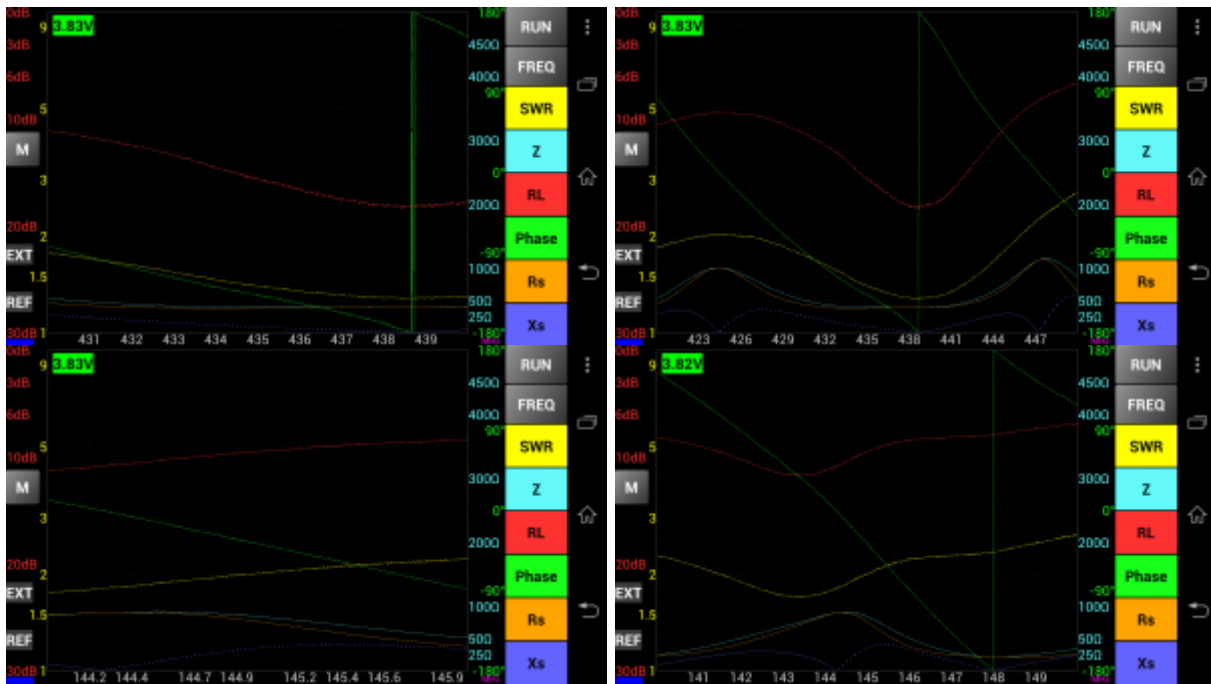 0dB 9 3.83V 180° RUN
3dB 450Ω
6dB 400Ω FREQ
90°
5 SWR
10dB
M 300Ω Z
3 0°
200Ω RL
20dB 2 Phase
EXT -90°
1.5 100Ω Rs
REF 50Ω
25Ω Xs
30dB 1 -180°
431 432 433 434 435 436 437 438 439
0dB 9 3.83V 180° RUN
3dB 450Ω
6dB 400Ω FREQ
90°
5 SWR
10dB
M 300Ω Z
3 0°
200Ω RL
20dB 2 Phase
EXT -90°
1.5 100Ω Rs
REF 50Ω
25Ω Xs
30dB 1 -180°
423 426 429 432 435 438 441 444 447
0dB 9 3.83V 180° RUN
3dB 450Ω
6dB 400Ω FREQ
90°
5 SWR
10dB
M 300Ω Z
3 0°
200Ω RL
20dB 2 Phase
EXT -90°
1.5 100Ω Rs
REF 50Ω
25Ω Xs
30dB 1 -180°
144.2 144.4 144.7 144.9 145.2 145.4 145.6 145.9
0dB 9 3.82V 180° RUN
3dB 450Ω
6dB 400Ω FREQ
90°
5 SWR
10dB
M 300Ω Z
3 0°
200Ω RL
20dB 2 Phase
EXT -90°
1.5 100Ω Rs
REF 50Ω
25Ω Xs
30dB 1 -180°
141 142 143 144 145 146 147 148 149